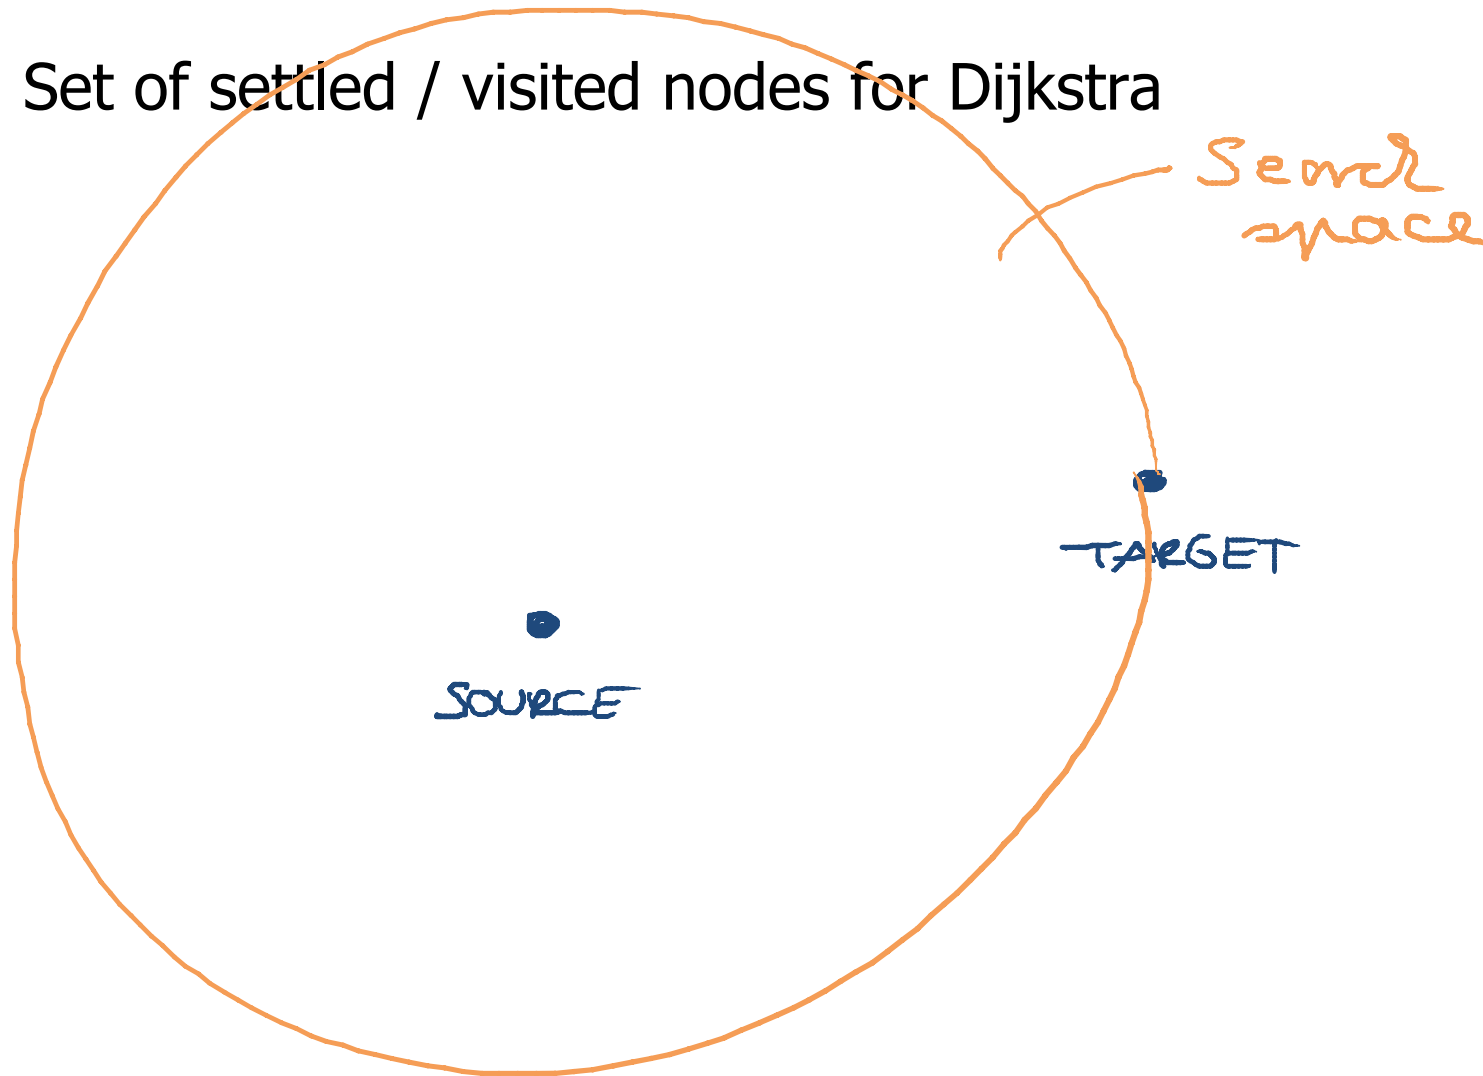 Set of settled / visited nodes for Dijkstra
Search
space
TARGET
SOURCE